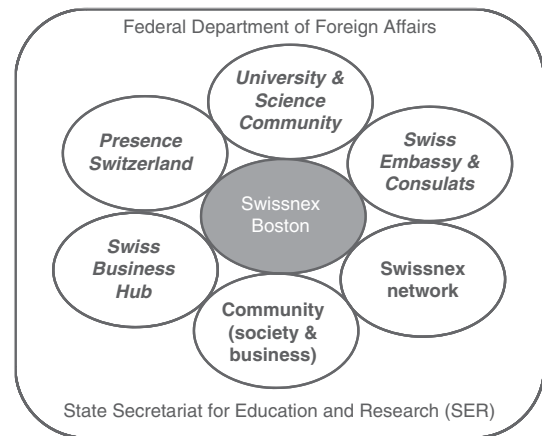 Federal Department of Foreign Affairs
University &
Science
Community
Presence
Switzerland
Swiss
Embassy &
Consulats
Swissnex
Boston
Swiss
Business
Hub
Swissnex
network
Community
(society &
business)
State Secretariat for Education and Research (SER)